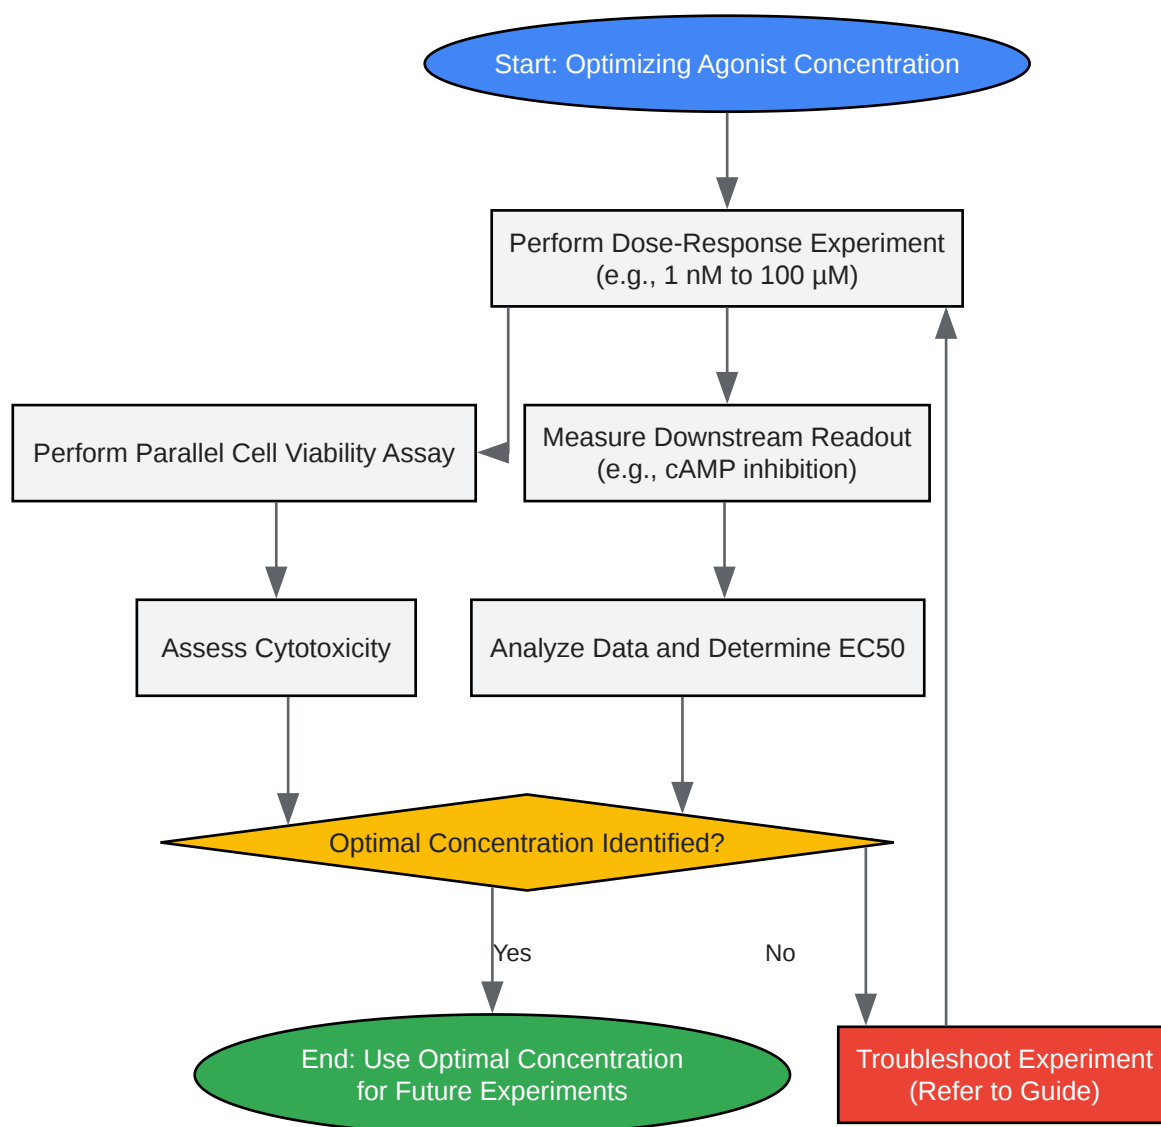 Start: Optimizing Agonist Concentration
Perform Dose-Response Experiment
(e.g., 1 nM to 100 µM)
Perform Parallel Cell Viability Assay
Measure Downstream Readout
(e.g., cAMP inhibition)
Assess Cytotoxicity
Analyze Data and Determine EC50
Optimal Concentration Identified?
Yes
No
End: Use Optimal Concentration
for Future Experiments
Troubleshoot Experiment
(Refer to Guide)